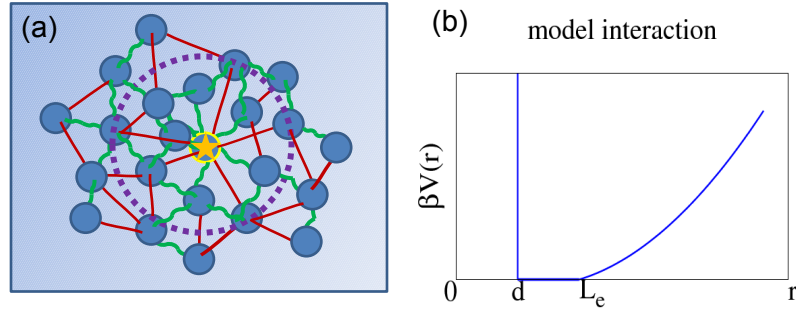 (a)
(b)
model interaction
βV(r)
0 d Lₑ r